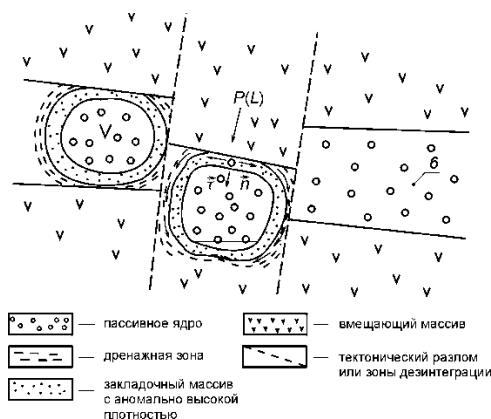 P(L)
б
τ n
V
— пассивное ядро
— вмещающий массив
— дренажная зона
— тектонический разлом
или зоны дезинтеграции
— закладочный массив
с аномально высокой
плотностью